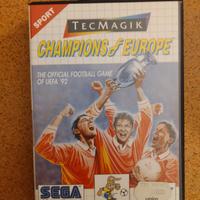 SPORT
TECMAGIK
CHAMPIONS of EUROPE
THE OFFICIAL FOOTBALL GAME
OF UEFA '92
SEGA